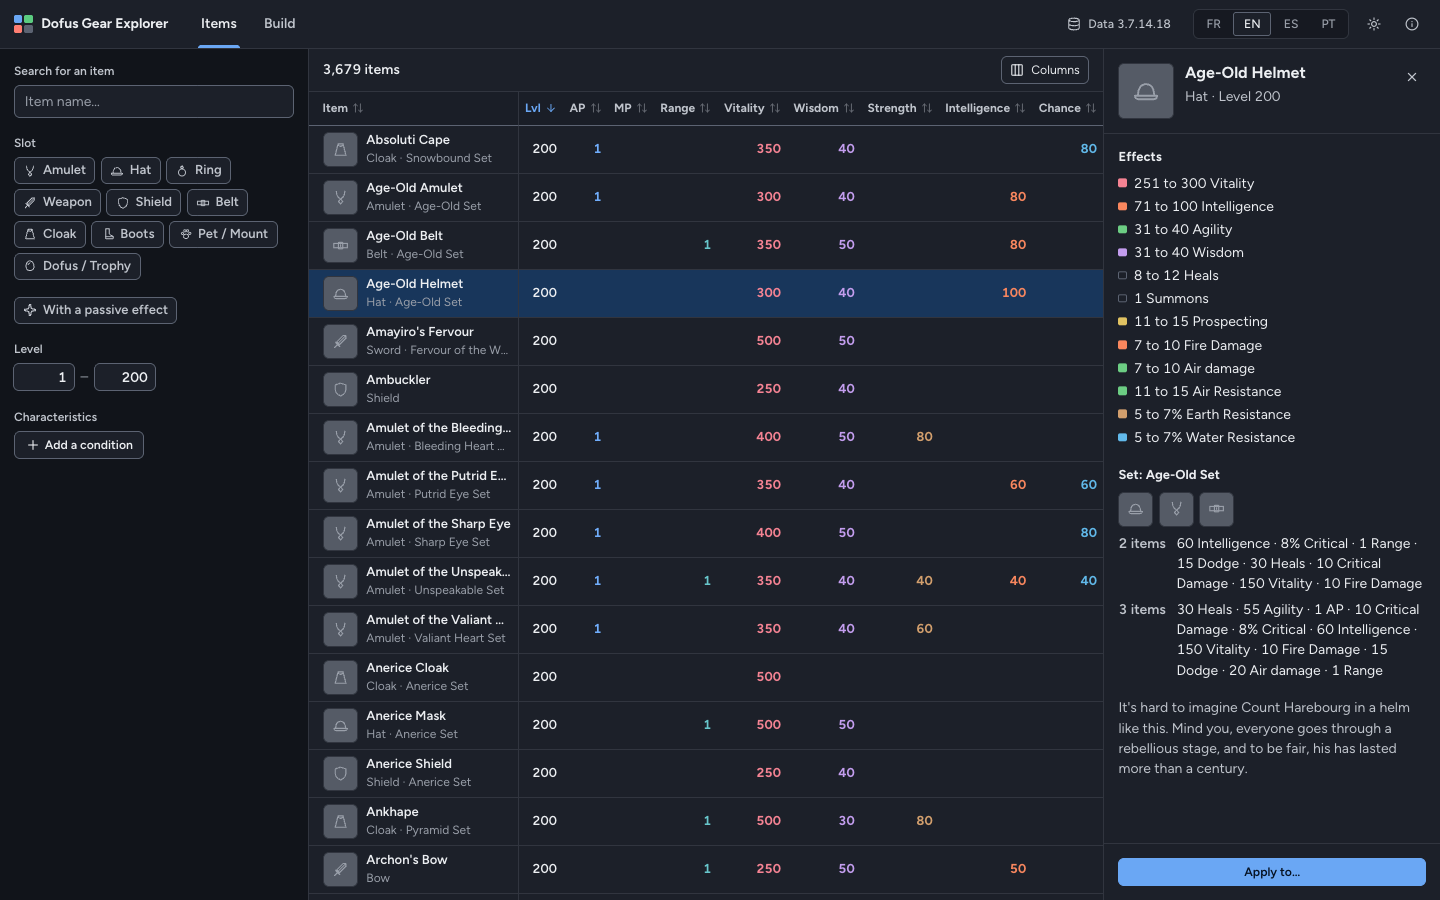 Dofus Gear Explorer
Items
Build
Data 3.7.14.18
FR
EN
ES
PT
Search for an item
Item name...
Slot
Amulet
Hat
Ring
Weapon
Shield
Belt
Cloak
Boots
Pet / Mount
Dofus / Trophy
With a passive effect
Level
1 – 200
Characteristics
Add a condition
3,679 items
Columns
Item Lvl AP MP Range Vitality Wisdom Strength Intelligence Chance
Absoluti Cape
Cloak · Snowbound Set
200 1 350 40 80
Age-Old Amulet
Amulet · Age-Old Set
200 1 300 40 80
Age-Old Belt
Belt · Age-Old Set
200 1 350 50 80
Age-Old Helmet
Hat · Age-Old Set
200 300 40 100
Amayiro's Fervour
Sword · Fervour of the W...
200 500 50
Ambuckler
Shield
200 250 40
Amulet of the Bleeding...
Amulet · Bleeding Heart ...
200 1 400 50 80
Amulet of the Putrid E...
Amulet · Putrid Eye Set
200 1 350 40 60 60
Amulet of the Sharp Eye
Amulet · Sharp Eye Set
200 1 400 50 80
Amulet of the Unspeak...
Amulet · Unspeakable Set
200 1 1 350 40 40 40 40
Amulet of the Valiant ...
Amulet · Valiant Heart Set
200 1 350 40 60
Anerice Cloak
Cloak · Anerice Set
200 500
Anerice Mask
Hat · Anerice Set
200 1 500 50
Anerice Shield
Shield · Anerice Set
200 250 40
Ankhape
Cloak · Pyramid Set
200 1 500 30 80
Archon's Bow
Bow
200 1 250 50 50
Age-Old Helmet
Hat · Level 200
Effects
251 to 300 Vitality
71 to 100 Intelligence
31 to 40 Agility
31 to 40 Wisdom
8 to 12 Heals
1 Summons
11 to 15 Prospecting
7 to 10 Fire Damage
7 to 10 Air damage
11 to 15 Air Resistance
5 to 7% Earth Resistance
5 to 7% Water Resistance
Set: Age-Old Set
2 items 60 Intelligence · 8% Critical · 1 Range ·
15 Dodge · 30 Heals · 10 Critical
Damage · 150 Vitality · 10 Fire Damage
3 items 30 Heals · 55 Agility · 1 AP · 10 Critical
Damage · 8% Critical · 60 Intelligence ·
150 Vitality · 10 Fire Damage · 15
Dodge · 20 Air damage · 1 Range
It's hard to imagine Count Harebourg in a helm
like this. Mind you, everyone goes through a
rebellious stage, and to be fair, his has lasted
more than a century.
Apply to...